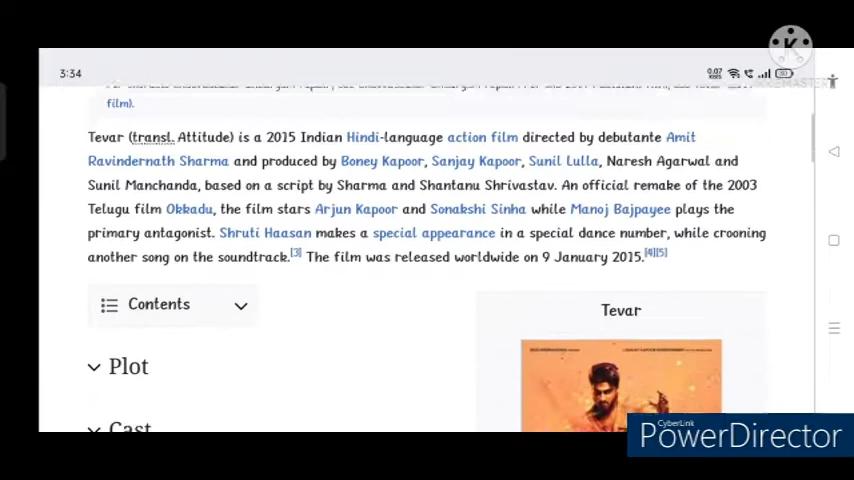 3:34
0.07
KB/S
film).
Tevar (transl. Attitude) is a 2015 Indian Hindi-language action film directed by debutante Amit
Ravindernath Sharma and produced by Boney Kapoor, Sanjay Kapoor, Sunil Lulla, Naresh Agarwal and
Sunil Manchanda, based on a script by Sharma and Shantanu Shrivastav. An official remake of the 2003
Telugu film Okkadu, the film stars Arjun Kapoor and Sonakshi Sinha while Manoj Bajpayee plays the
primary antagonist. Shruti Haasan makes a special appearance in a special dance number, while crooning
another song on the soundtrack.[3] The film was released worldwide on 9 January 2015.[4][5]
Contents
Tevar
Plot
Cast
CyberLink
PowerDirector